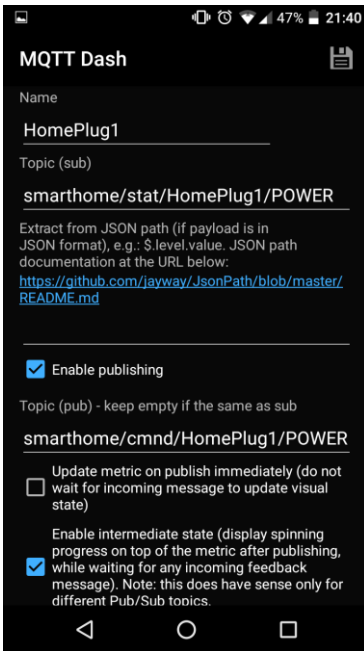 47% 21:40
MQTT Dash
Name
HomePlug1
Topic (sub)
smarthome/stat/HomePlug1/POWER
Extract from JSON path (if payload is in
JSON format), e.g.: $.level.value. JSON path
documentation at the URL below:
https://github.com/jayway/JsonPath/blob/master/
README.md
Enable publishing
Topic (pub) - keep empty if the same as sub
smarthome/cmnd/HomePlug1/POWER
Update metric on publish immediately (do not
wait for incoming message to update visual
state)
Enable intermediate state (display spinning
progress on top of the metric after publishing,
while waiting for any incoming feedback
message). Note: this does have sense only for
different Pub/Sub topics.